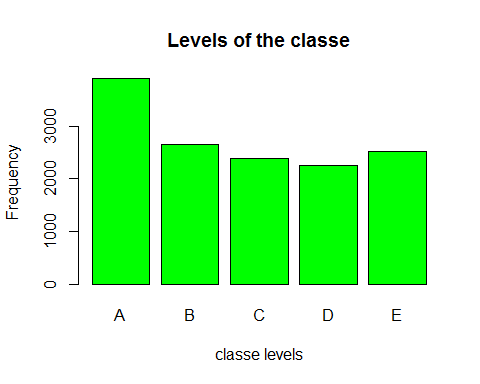 Levels of the classe
Frequency
3000
2000
1000
0
A B C D E
classe levels